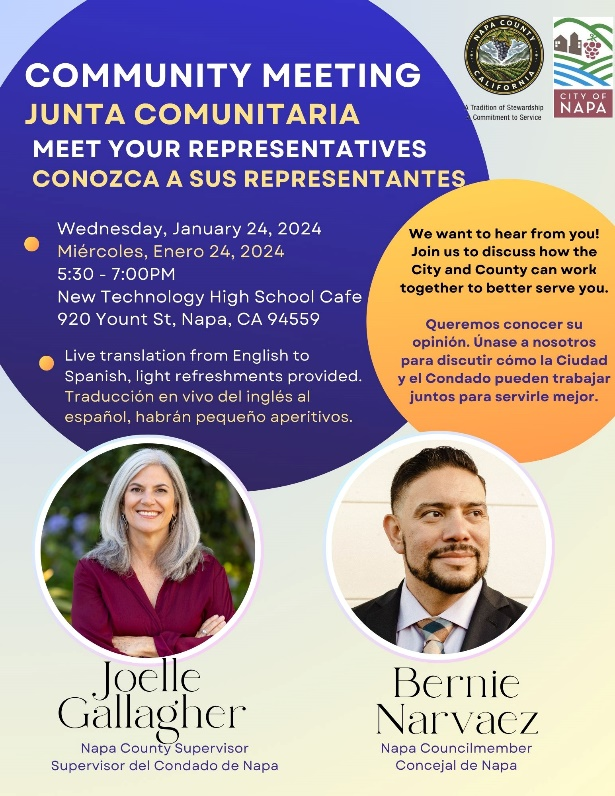 COMMUNITY MEETING
JUNTA COMUNITARIA
MEET YOUR REPRESENTATIVES
CONOZCA A SUS REPRESENTANTES
NAPA COUNTY
CALIFORNIA
A Tradition of Stewardship
Commitment to Service
CITY OF
NAPA
Wednesday, January 24, 2024
Miércoles, Enero 24, 2024
5:30 - 7:00PM
New Technology High School Cafe
920 Yount St, Napa, CA 94559
Live translation from English to
Spanish, light refreshments provided.
Traducción en vivo del inglés al
español, habrán pequeño aperitivos.
We want to hear from you!
Join us to discuss how the
City and County can work
together to better serve you.
Queremos conocer su
opinión. Únase a nosotros
para discutir cómo la Ciudad
y el Condado pueden trabajar
juntos para servirle mejor.
Joelle
Gallagher
Napa County Supervisor
Supervisor del Condado de Napa
Bernie
Narvaez
Napa Councilmember
Concejal de Napa